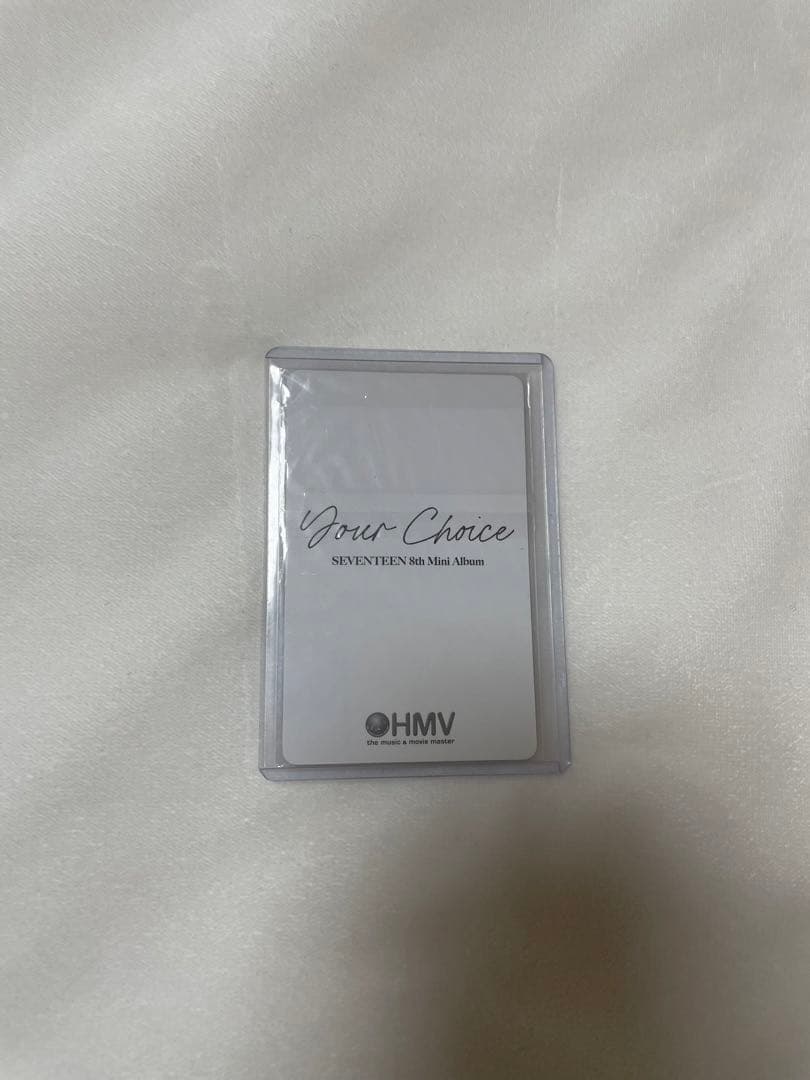 Your Choice
SEVENTEEN 8th Mini Album
HMV
the music & movie master